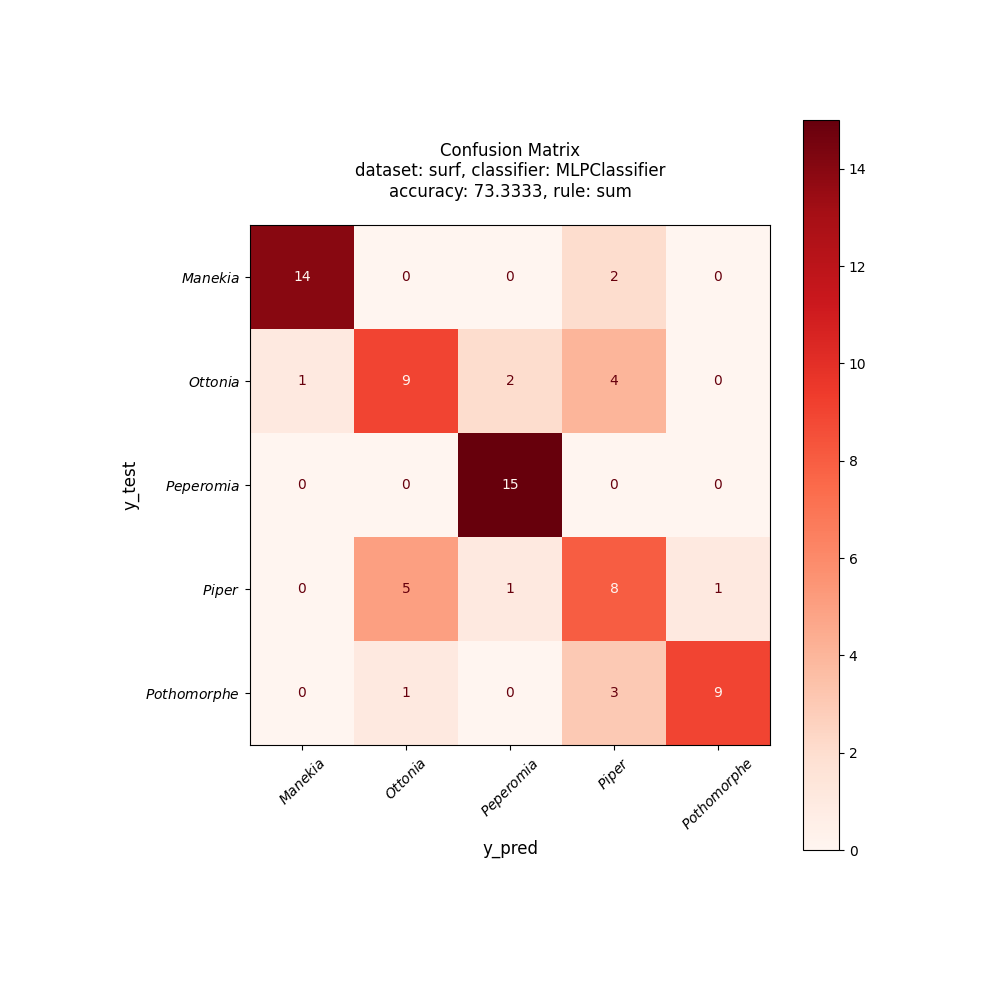 Confusion Matrix
dataset: surf, classifier: MLPClassifier
accuracy: 73.3333, rule: sum
Manekia 14 0 0 2 0
Ottonia 1 9 2 4 0
Peperomia 0 0 15 0 0
Piper 0 5 1 8 1
Pothomorphe 0 1 0 3 9
y_test
Manekia Ottonia Peperomia Piper Pothomorphe
y_pred
14
12
10
8
6
4
2
0